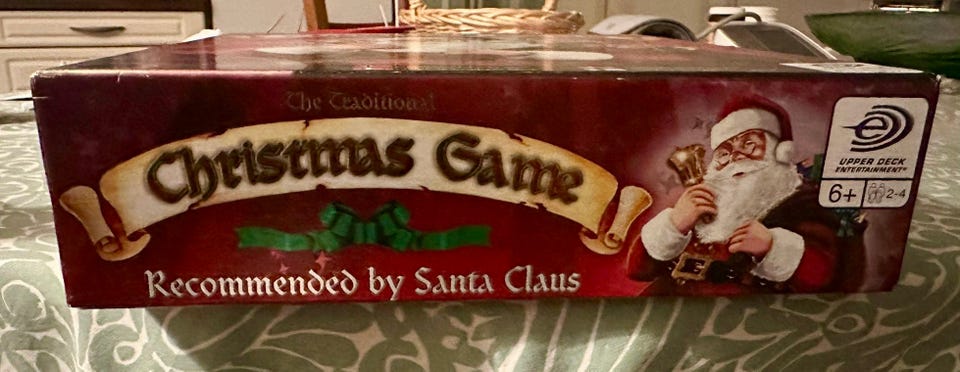 The Traditional
Christmas Game
Recommended by Santa Claus
UPPER DECK
ENTERTAINMENT
6+
2-4